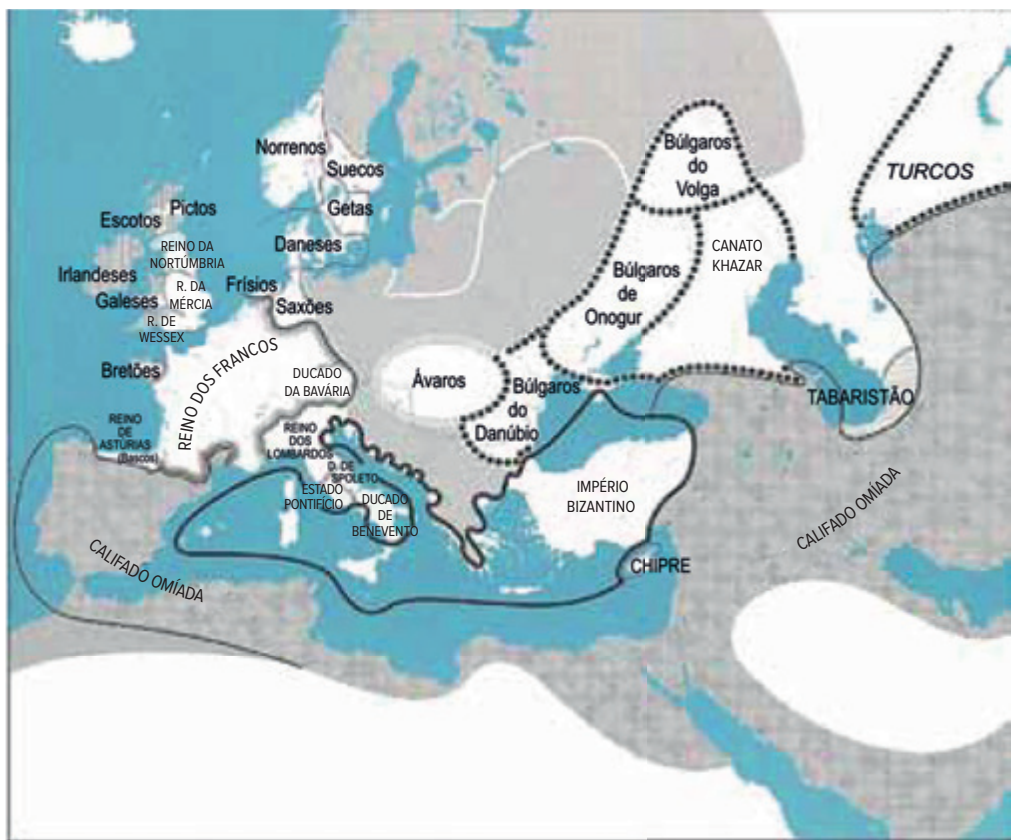 Norrenos
Suecos
Getas
Daneses
Escotos
Pictos
REINO DA
NORTÚMBRIA
Irlandeses
Galeses
R. DA
MÉRCIA
R. DE
WESSEX
Frísios
Saxões
Bretões
REINO DOS FRANCOS
DUCADO
DA BAVÁRIA
REINO
DE
ASTÚRIAS
(Bascos)
REINO
DOS
LOMBARDOS
D. DE
SPOLETO
ESTADO
PONTIFÍCIO
DUCADO
DE
BENEVENTO
Ávaros
Búlgaros
do
Danúbio
Búlgaros
de
Onogur
Búlgaros
do
Volga
CANATO
KHAZAR
TURCOS
TABARISTÃO
IMPÉRIO
BIZANTINO
CHIPRE
CALIFADO OMÍADA
CALIFADO OMÍADA